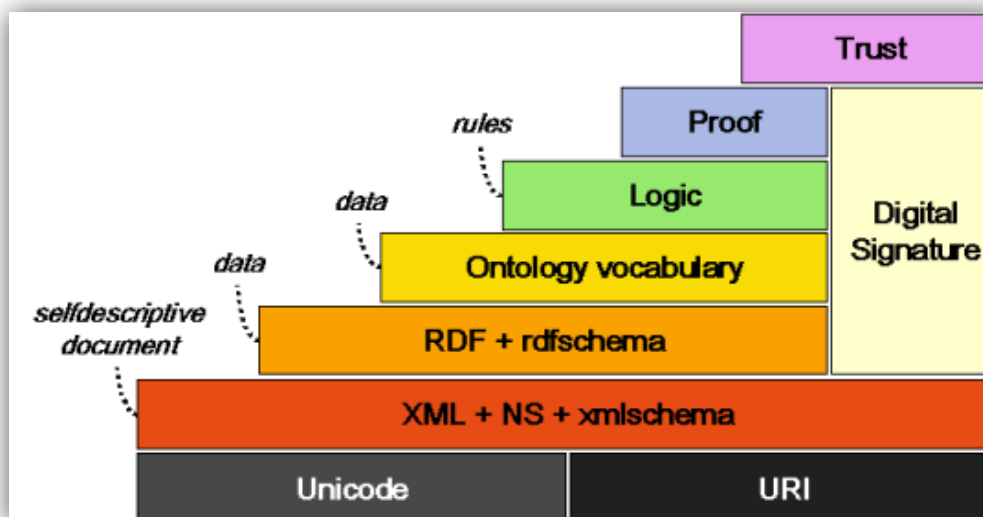 Trust
Proof
rules
Logic
Digital
Signature
data
Ontology vocabulary
data
RDF + rdfschema
selfdescriptive
document
XML + NS + xmlschema
Unicode
URI